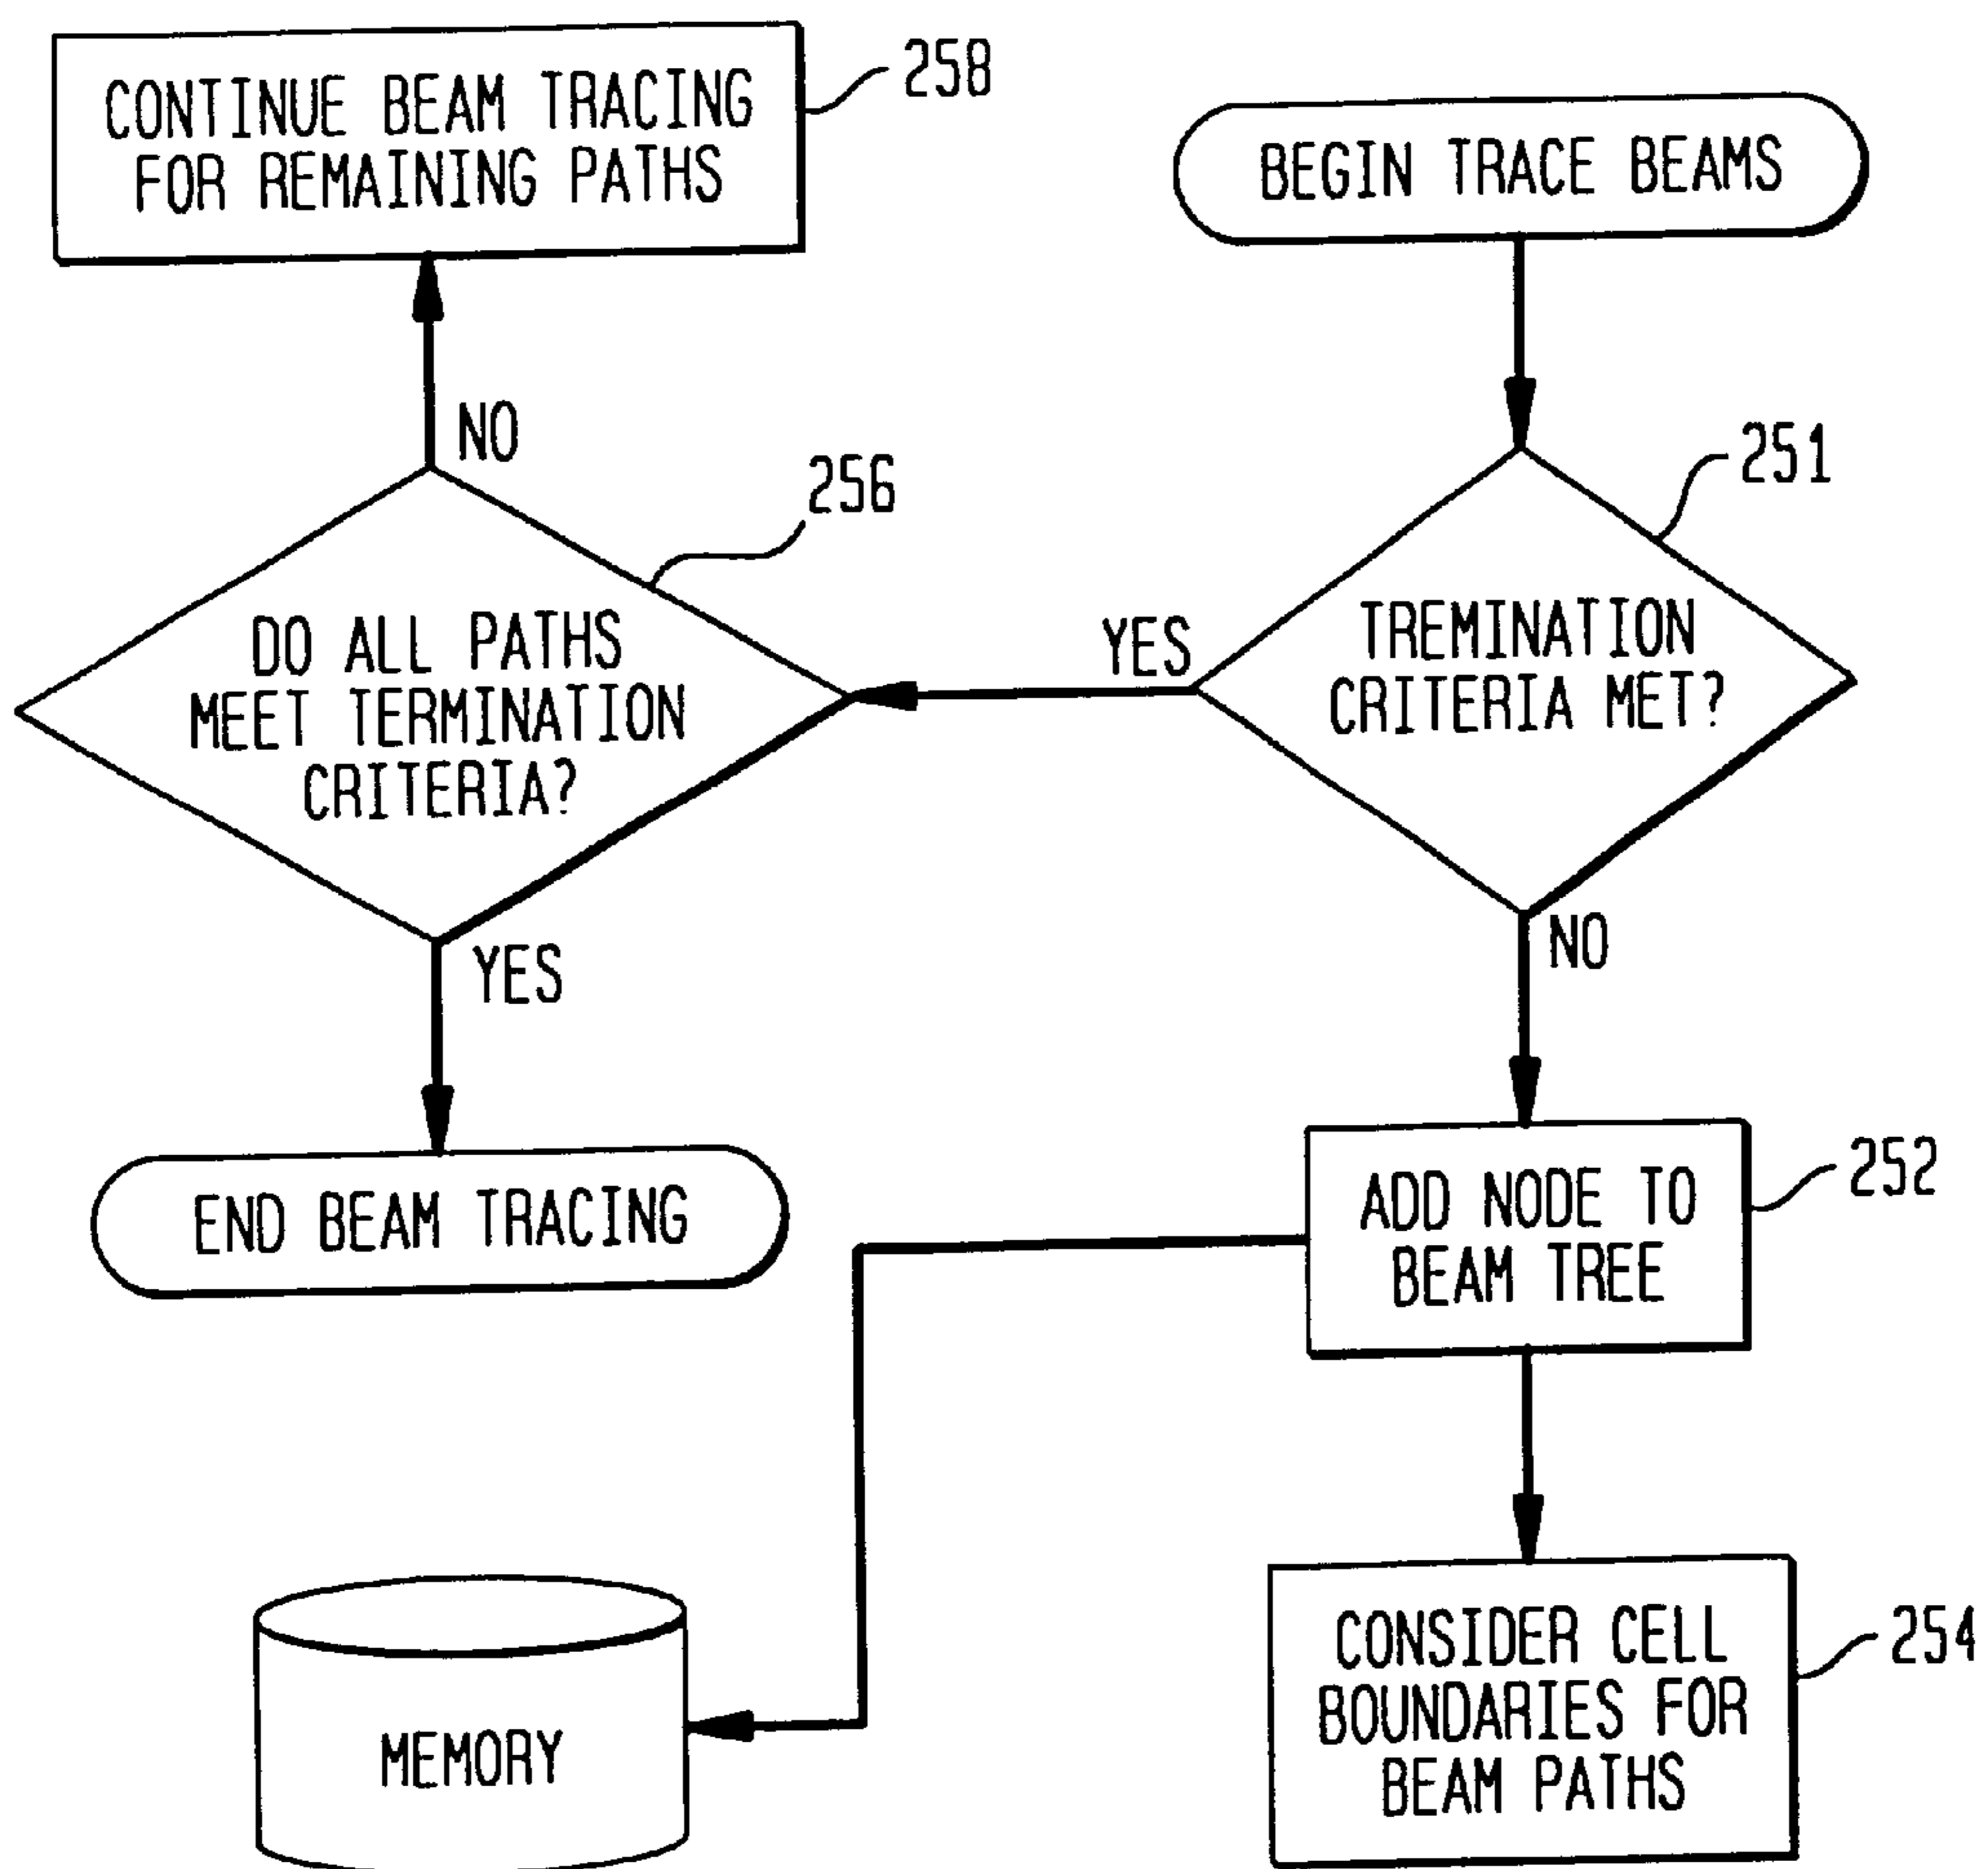 CONTINUE BEAM TRACING
FOR REMAINING PATHS
258
BEGIN TRACE BEAMS
NO
256
251
DO ALL PATHS
MEET TERMINATION
CRITERIA?
YES
TREMINATION
CRITERIA MET?
YES
NO
END BEAM TRACING
ADD NODE TO
BEAM TREE
252
MEMORY
CONSIDER CELL
BOUNDARIES FOR
BEAM PATHS
254